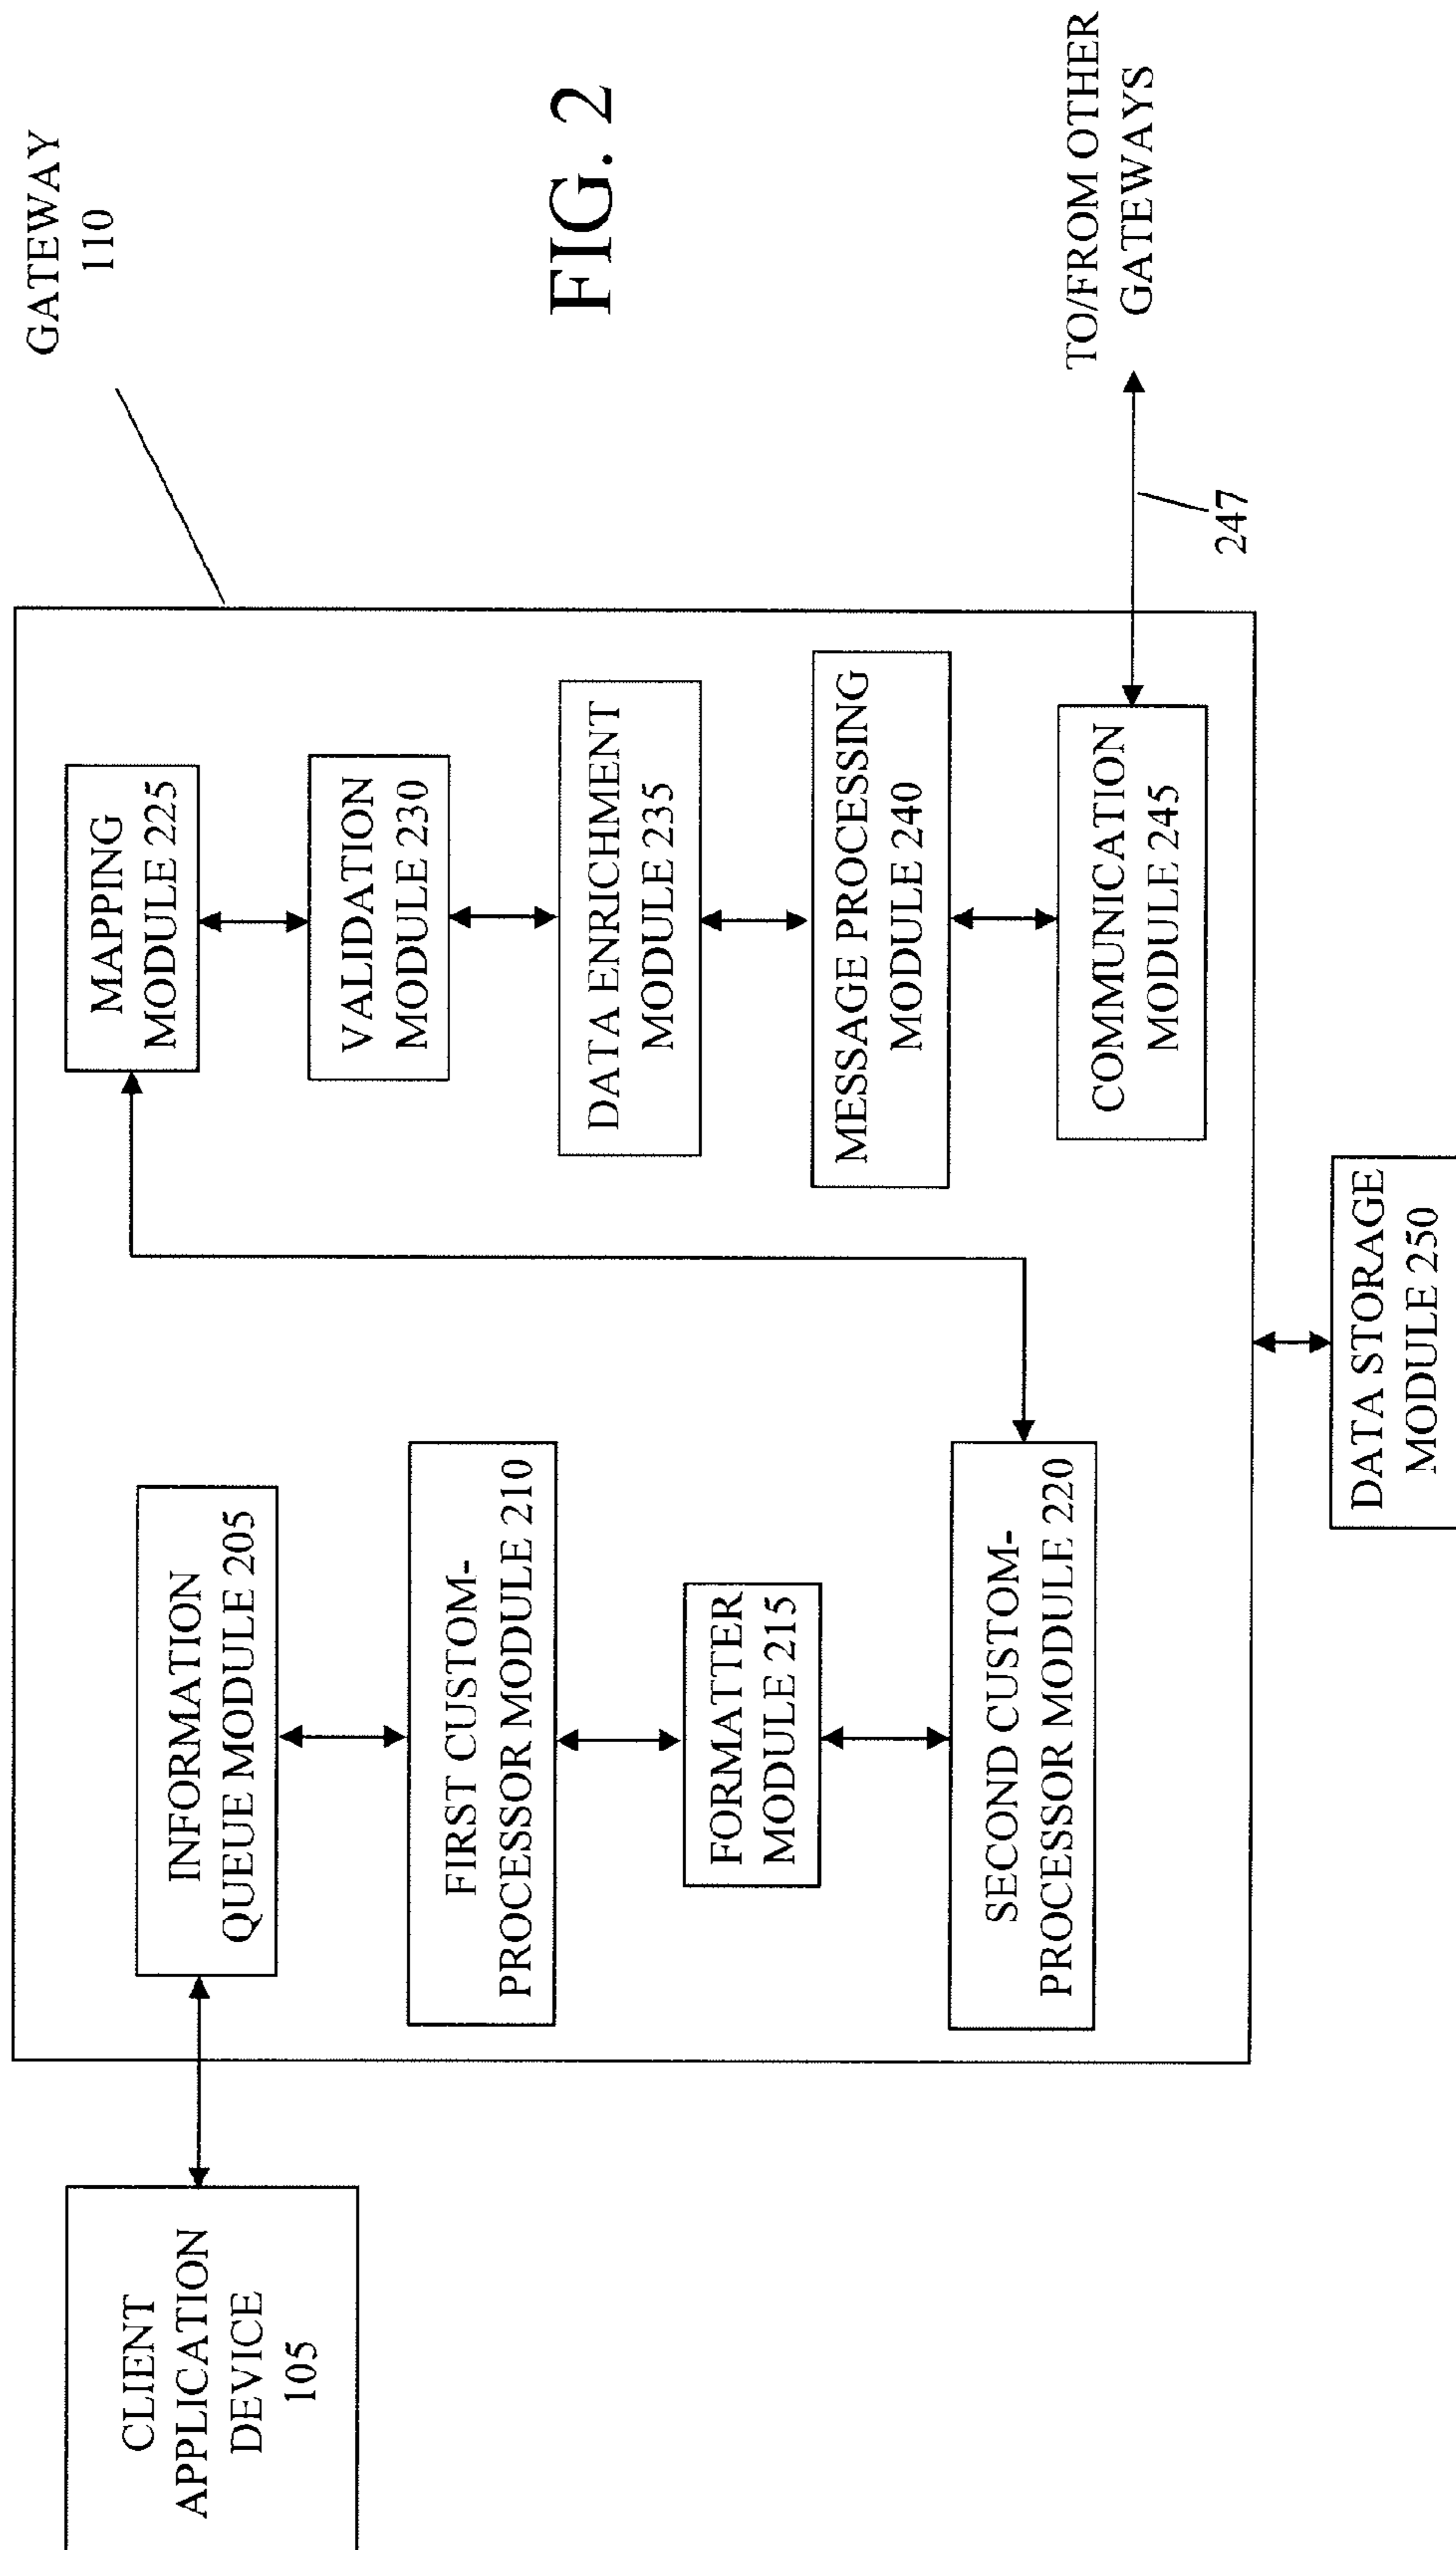 GATEWAY
110
CLIENT
APPLICATION
DEVICE
105
INFORMATION
QUEUE MODULE 205
FIRST CUSTOM-
PROCESSOR MODULE 210
FORMATTER
MODULE 215
SECOND CUSTOM-
PROCESSOR MODULE 220
MAPPING
MODULE 225
VALIDATION
MODULE 230
DATA ENRICHMENT
MODULE 235
MESSAGE PROCESSING
MODULE 240
COMMUNICATION
MODULE 245
247
TO/FROM OTHER
GATEWAYS
DATA STORAGE
MODULE 250
FIG. 2